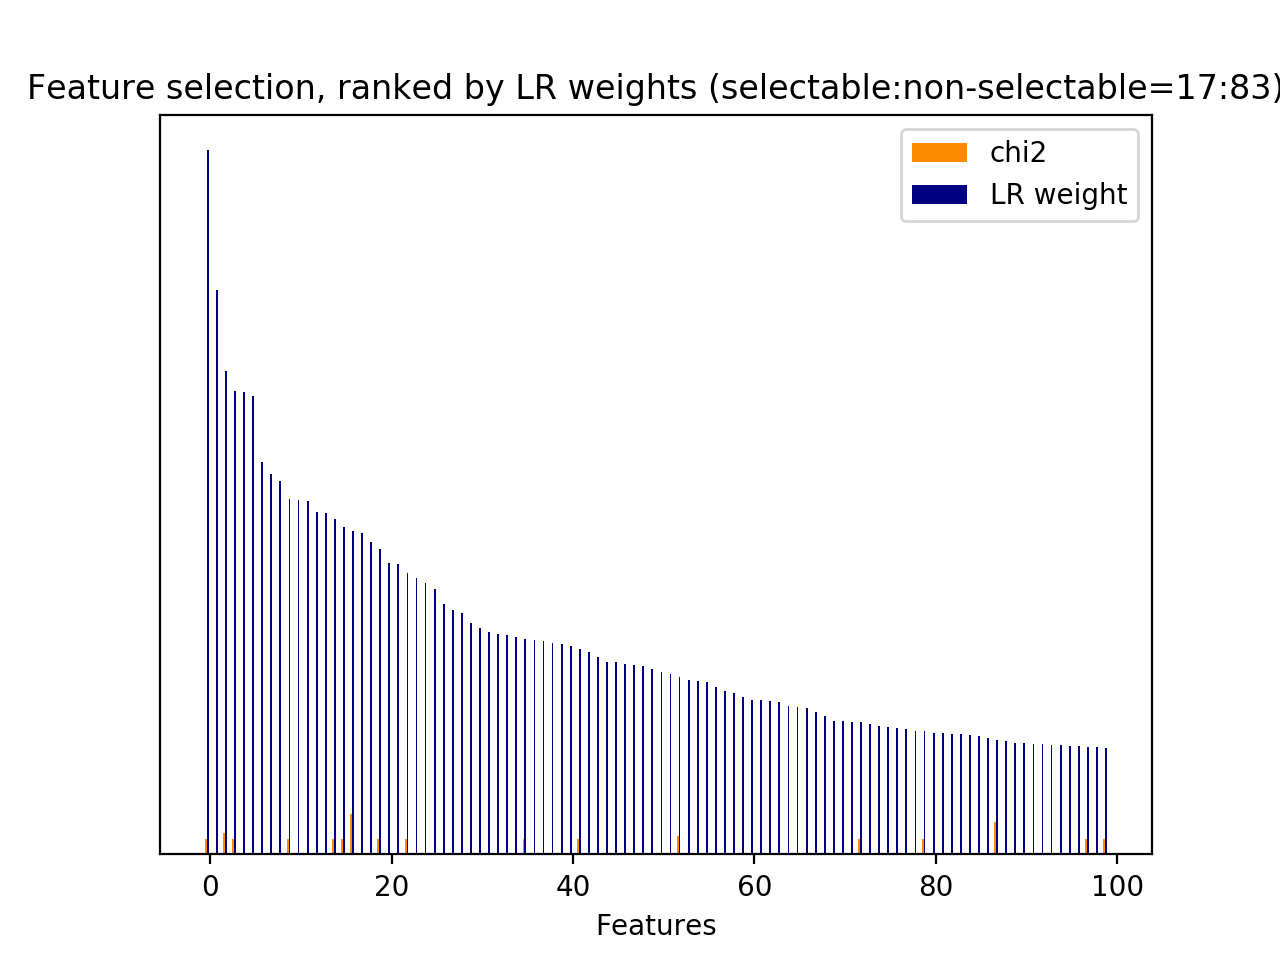 Feature selection, ranked by LR weights (selectable:non-selectable=17:83)
chi2
LR weight
0 20 40 60 80 100
Features